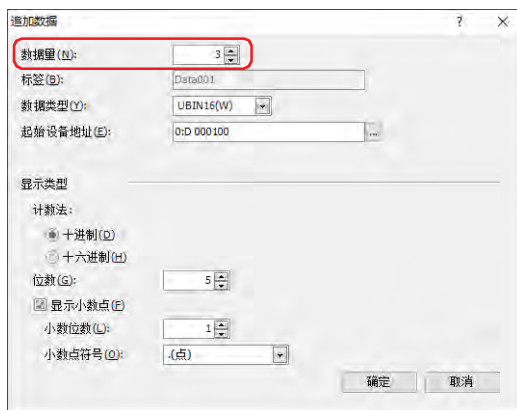 追加数据 ? ×
数据量(N): 3
标签(B): Data001
数据类型(Y): UBIN16(W)
起始设备地址(E): 0:D 000100 ...
显示类型
计数法:
十进制(D)
十六进制(H)
位数(G): 5
显示小数点(F)
小数位数(L): 1
小数点符号(O): .(点)
确定 取消